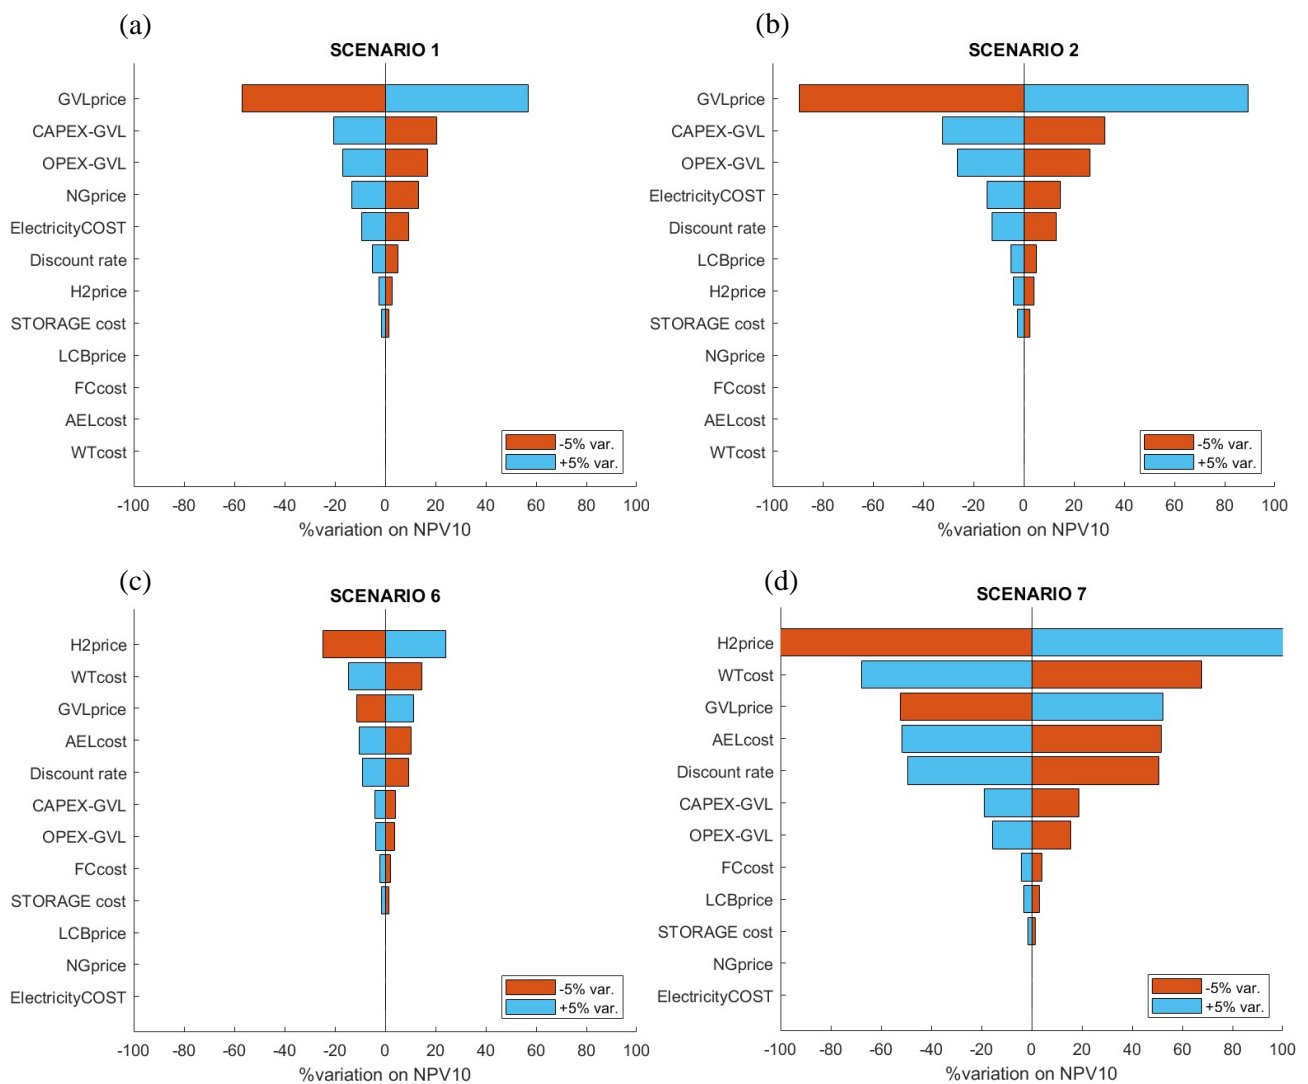 (a)
SCENARIO 1
GVLprice
CAPEX-GVL
OPEX-GVL
NGprice
ElectricityCOST
Discount rate
H2price
STORAGE cost
LCBprice
FCcost
AELcost
WTcost
-5% var.
+5% var.
-100 -80 -60 -40 -20 0 20 40 60 80 100
%variation on NPV10
(b)
SCENARIO 2
GVLprice
CAPEX-GVL
OPEX-GVL
ElectricityCOST
Discount rate
LCBprice
H2price
STORAGE cost
NGprice
FCcost
AELcost
WTcost
-5% var.
+5% var.
-100 -80 -60 -40 -20 0 20 40 60 80 100
%variation on NPV10
(c)
SCENARIO 6
H2price
WTcost
GVLprice
AELcost
Discount rate
CAPEX-GVL
OPEX-GVL
FCcost
STORAGE cost
LCBprice
NGprice
ElectricityCOST
-5% var.
+5% var.
-100 -80 -60 -40 -20 0 20 40 60 80 100
%variation on NPV10
(d)
SCENARIO 7
H2price
WTcost
GVLprice
AELcost
Discount rate
CAPEX-GVL
OPEX-GVL
FCcost
LCBprice
STORAGE cost
NGprice
ElectricityCOST
-5% var.
+5% var.
-100 -80 -60 -40 -20 0 20 40 60 80 100
%variation on NPV10